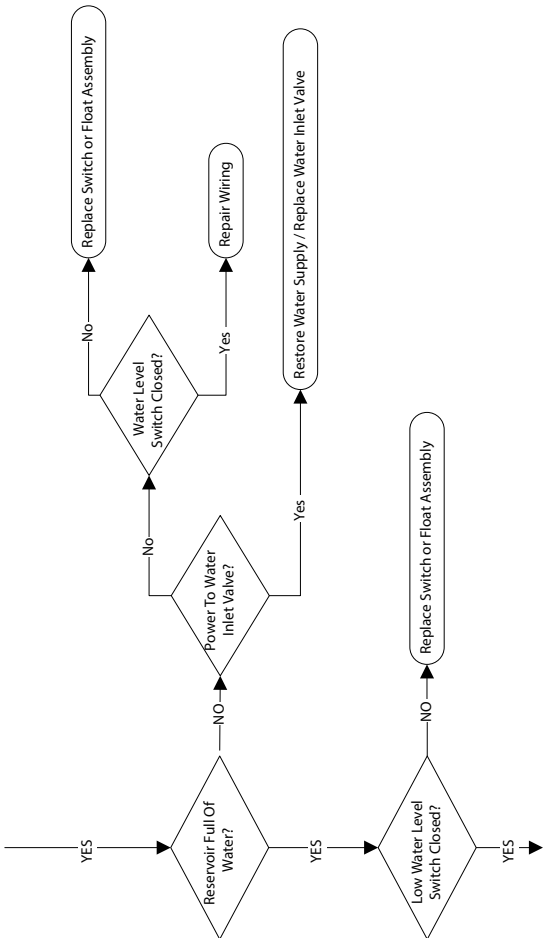 YES
Reservoir Full Of
Water?
NO
Power To Water
Inlet Valve?
No
Water Level
Switch Closed?
No
Replace Switch or Float Assembly
Yes
Repair Wiring
Yes
Restore Water Supply / Replace Water Inlet Valve
YES
Low Water Level
Switch Closed?
NO
Replace Switch or Float Assembly
YES